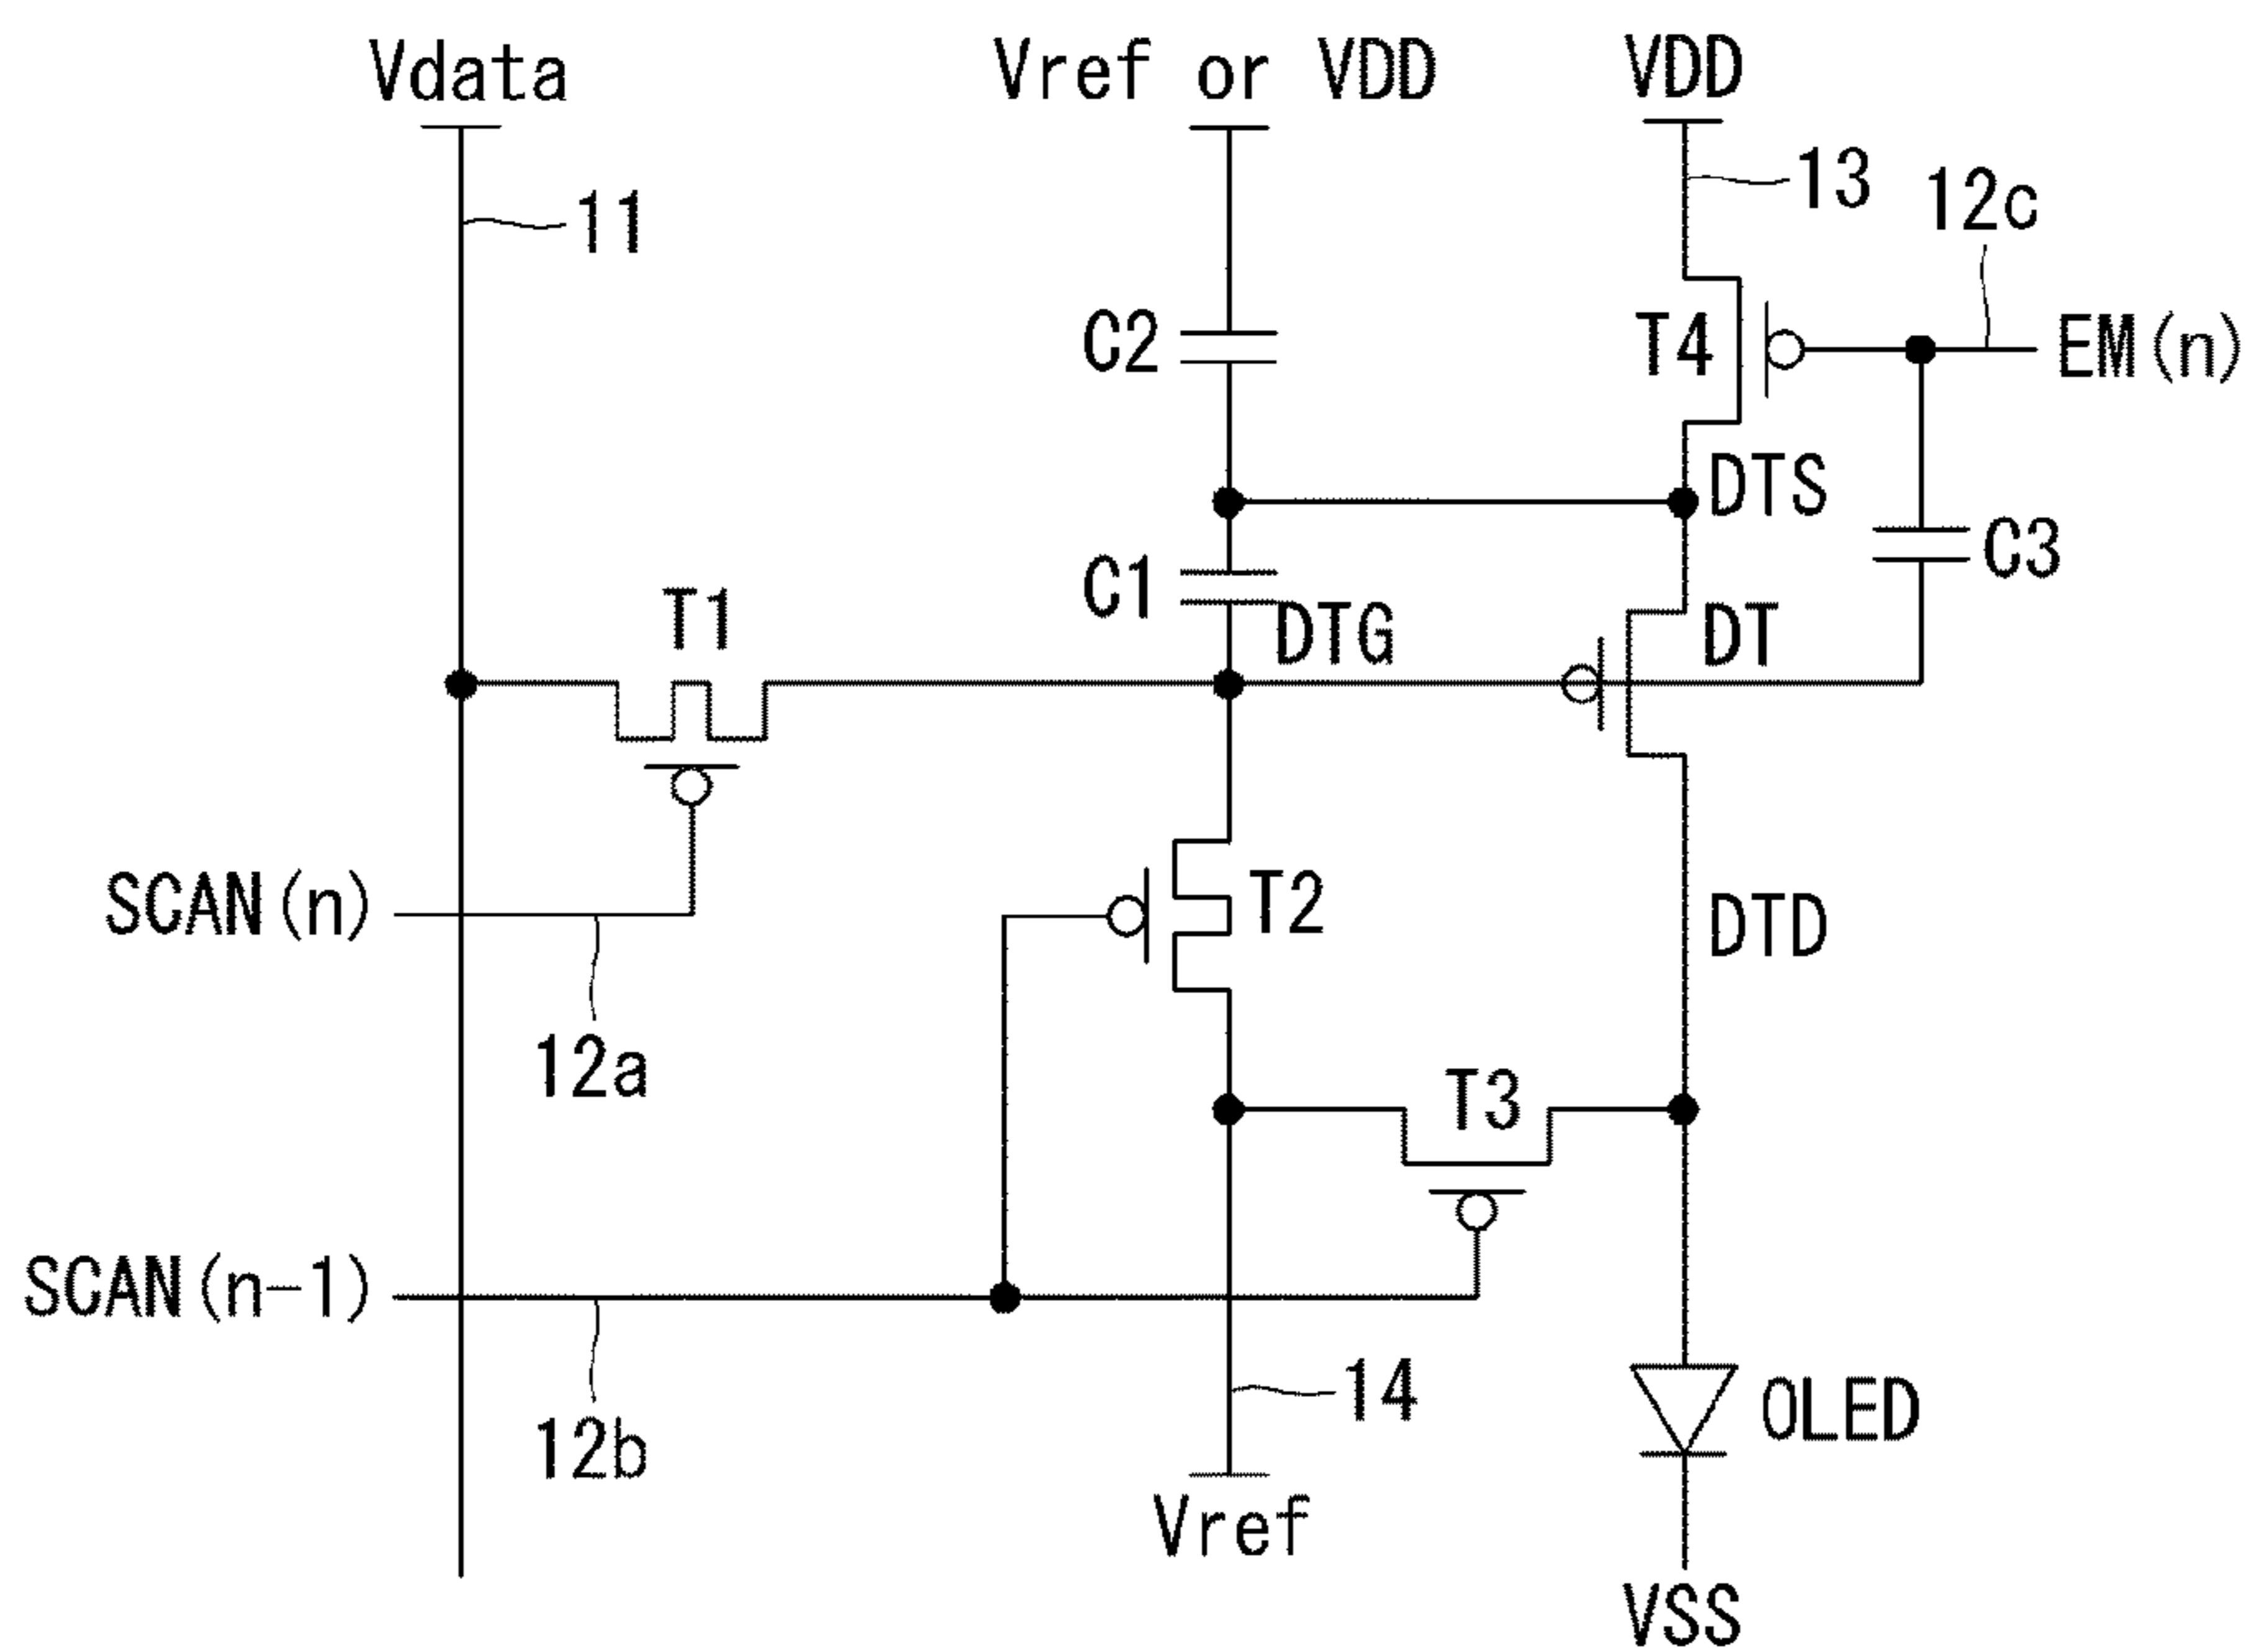 Vdata
Vref or VDD
VDD
11
13
12c
C2
T4
EM(n)
DTS
C1
C3
T1
DTG
DT
SCAN(n)
T2
DTD
12a
T3
SCAN(n-1)
12b
14
OLED
Vref
VSS